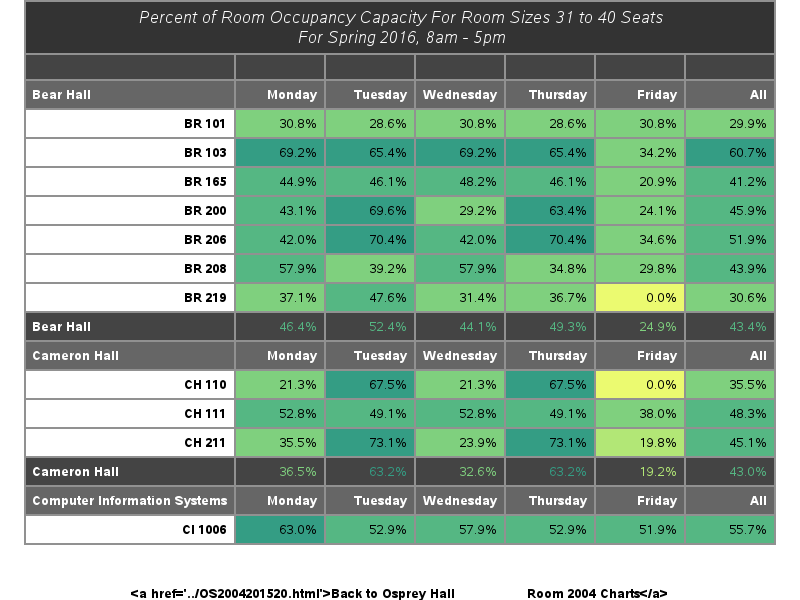 Percent of Room Occupancy Capacity For Room Sizes 31 to 40 Seats
For Spring 2016, 8am - 5pm
Bear Hall Monday Tuesday Wednesday Thursday Friday All
BR 101 30.8% 28.6% 30.8% 28.6% 30.8% 29.9%
BR 103 69.2% 65.4% 69.2% 65.4% 34.2% 60.7%
BR 165 44.9% 46.1% 48.2% 46.1% 20.9% 41.2%
BR 200 43.1% 69.6% 29.2% 63.4% 24.1% 45.9%
BR 206 42.0% 70.4% 42.0% 70.4% 34.6% 51.9%
BR 208 57.9% 39.2% 57.9% 34.8% 29.8% 43.9%
BR 219 37.1% 47.6% 31.4% 36.7% 0.0% 30.6%
Bear Hall 46.4% 52.4% 44.1% 49.3% 24.9% 43.4%
Cameron Hall Monday Tuesday Wednesday Thursday Friday All
CH 110 21.3% 67.5% 21.3% 67.5% 0.0% 35.5%
CH 111 52.8% 49.1% 52.8% 49.1% 38.0% 48.3%
CH 211 35.5% 73.1% 23.9% 73.1% 19.8% 45.1%
Cameron Hall 36.5% 63.2% 32.6% 63.2% 19.2% 43.0%
Computer Information Systems Monday Tuesday Wednesday Thursday Friday All
CI 1006 63.0% 52.9% 57.9% 52.9% 51.9% 55.7%
<a href='../OS2004201520.html'>Back to Osprey Hall Room 2004 Charts</a>